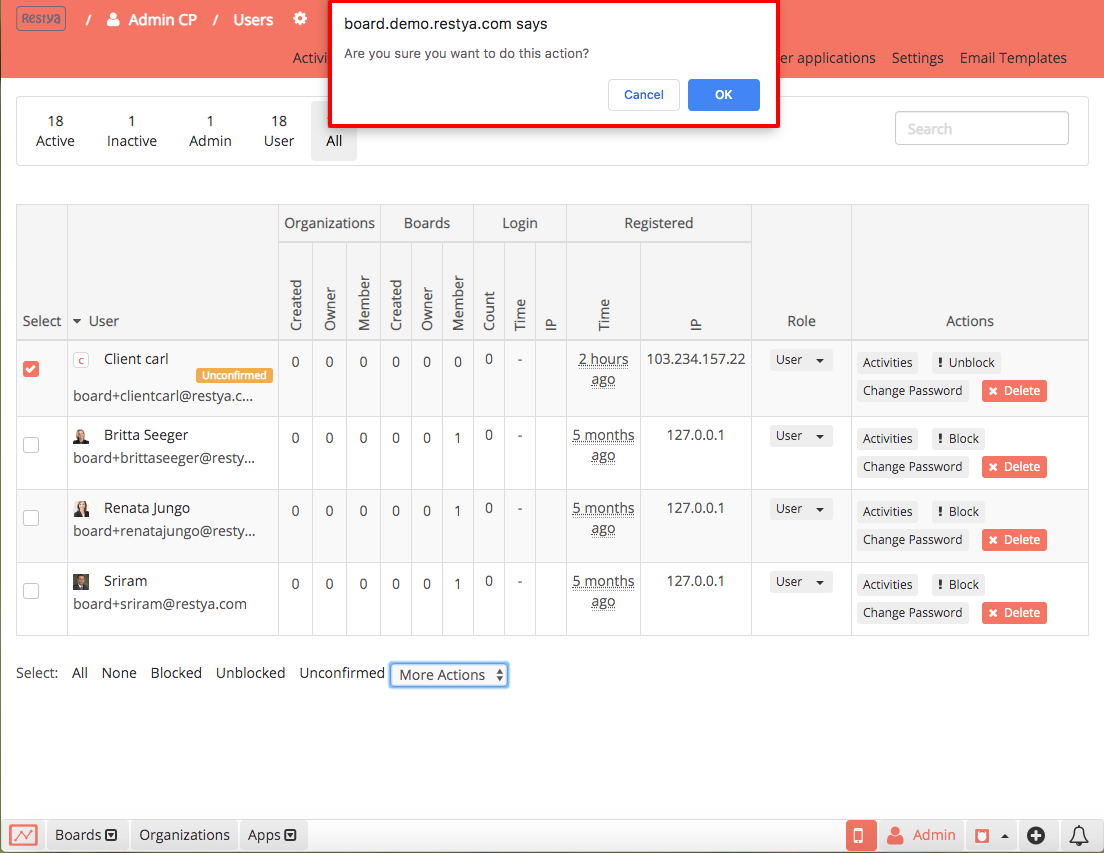 Restya / Admin CP / Users
board.demo.restya.com says
Are you sure you want to do this action?
Cancel OK
Activi er applications Settings Email Templates
18 1 1 18
Active Inactive Admin User All
Search
Organizations Boards Login Registered
Select User Created Owner Member Created Owner Member Count Time IP Time IP Role Actions
C Client carl 0 0 0 0 0 0 0 - 2 hours ago 103.234.157.22 User Activities ! Unblock
Unconfirmed
board+clientcarl@restya.c... Change Password Delete
Britta Seeger 0 0 0 0 0 1 0 - 5 months ago 127.0.0.1 User Activities ! Block
board+brittaseeger@resty... Change Password Delete
Renata Jungo 0 0 0 0 0 1 0 - 5 months ago 127.0.0.1 User Activities ! Block
board+renatajungo@restya... Change Password Delete
Sriram 0 0 0 0 0 1 0 - 5 months ago 127.0.0.1 User Activities ! Block
board+sriram@restya.com Change Password Delete
Select: All None Blocked Unblocked Unconfirmed More Actions
Boards Organizations Apps Admin